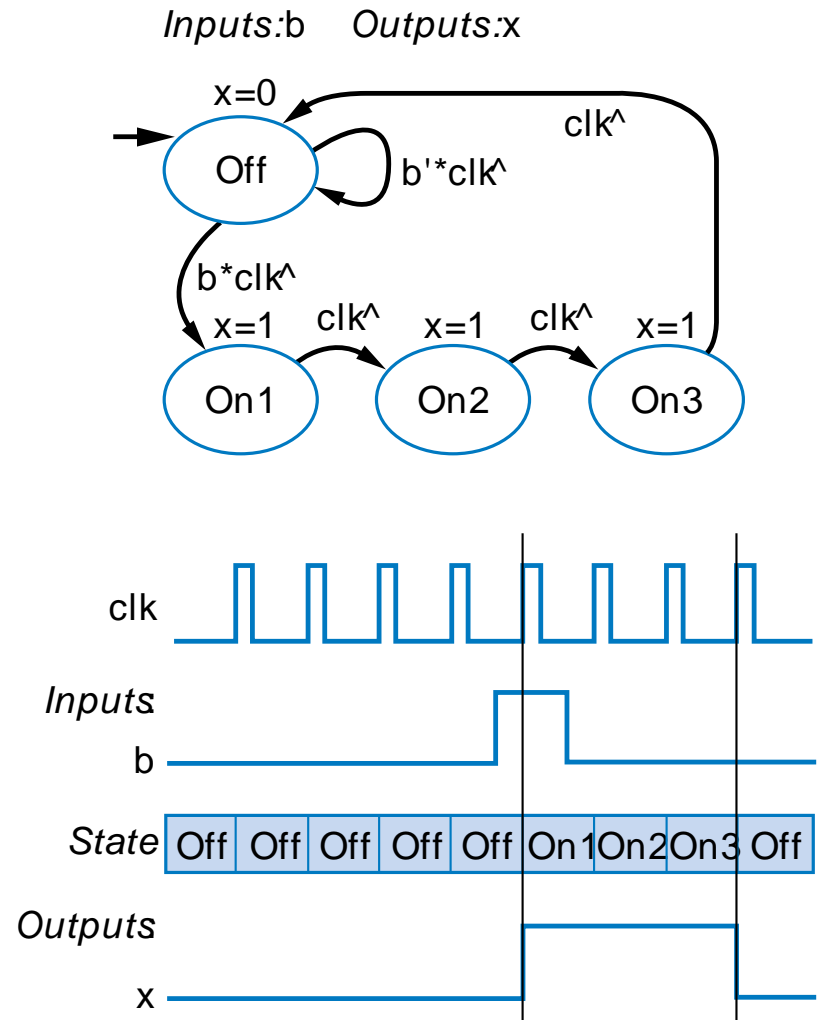 Inputs:b Outputs:x
x=0
clk^
Off
b'*clk^
b*clk^
x=1 clk^ x=1 clk^ x=1
On1 On2 On3
clk
Inputs:
b
State Off Off Off Off Off On1 On2 On3 Off
Outputs:
x